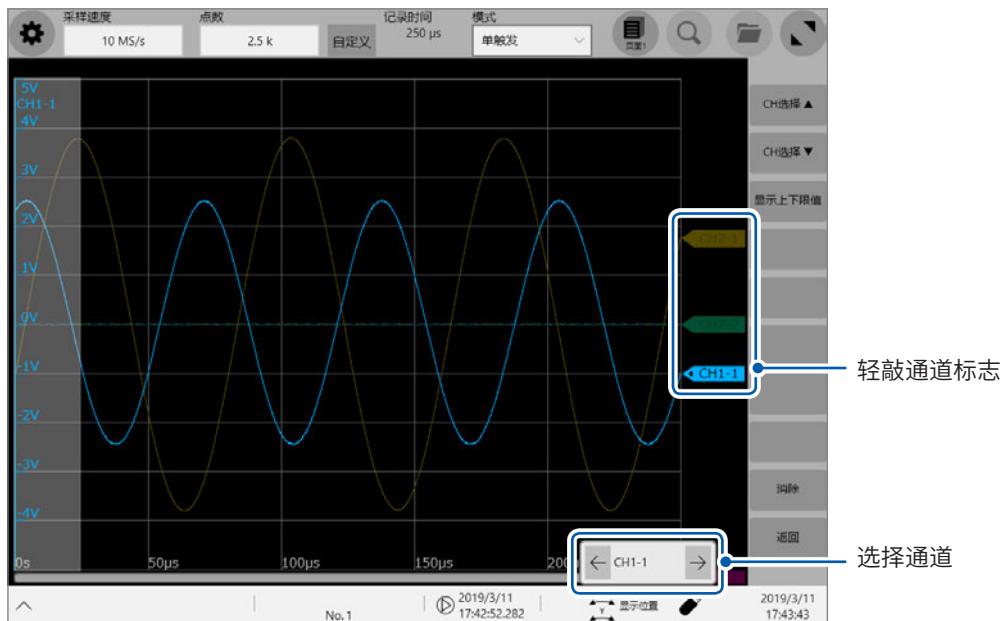 采样速度 点数 记录时间 模式
10 MS/s 2.5 k 自定义 250 μs 单触发 页面1
5V
CH1-1
4V
3V
2V
1V
0V
-1V
-2V
-3V
-4V
0s 50μs 100μs 150μs 200
CH选择 ▲
CH选择 ▼
显示上下限值
CH2-1
CH2-2
CH1-1
轻敲通道标志
消除
返回
← CH1-1 →
选择通道
No. 1
2019/3/11
17:42:52.282
显示位置
2019/3/11
17:43:43